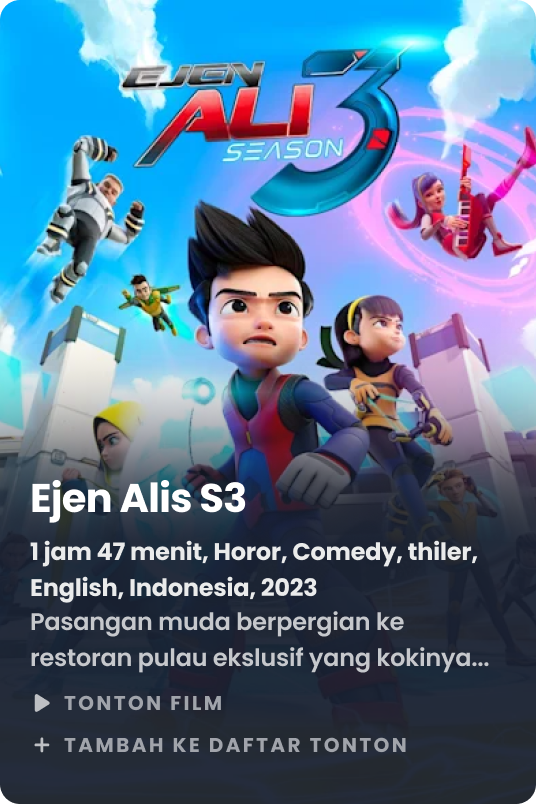 EJEN
ALI 3
SEASON
Ejen Alis S3
1 jam 47 menit, Horor, Comedy, thiler,
English, Indonesia, 2023
Pasangan muda berpergian ke
restoran pulau ekslusif yang kokinya...
TONTON FILM
+ TAMBAH KE DAFTAR TONTON